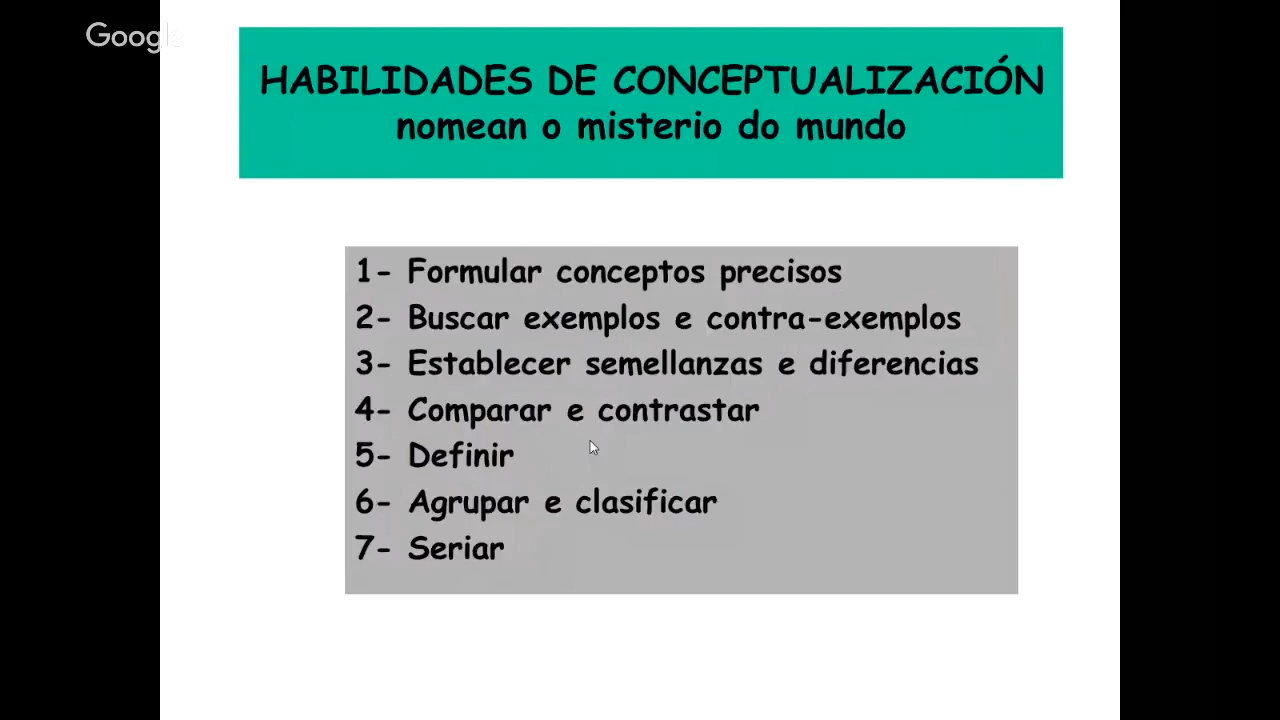 Google
HABILIDADES DE CONCEPTUALIZACIÓN
nomean o misterio do mundo
1- Formular conceptos precisos
2- Buscar exemplos e contra-exemplos
3- Establecer semellanzas e diferencias
4- Comparar e contrastar
5- Definir
6- Agrupar e clasificar
7- Seriar